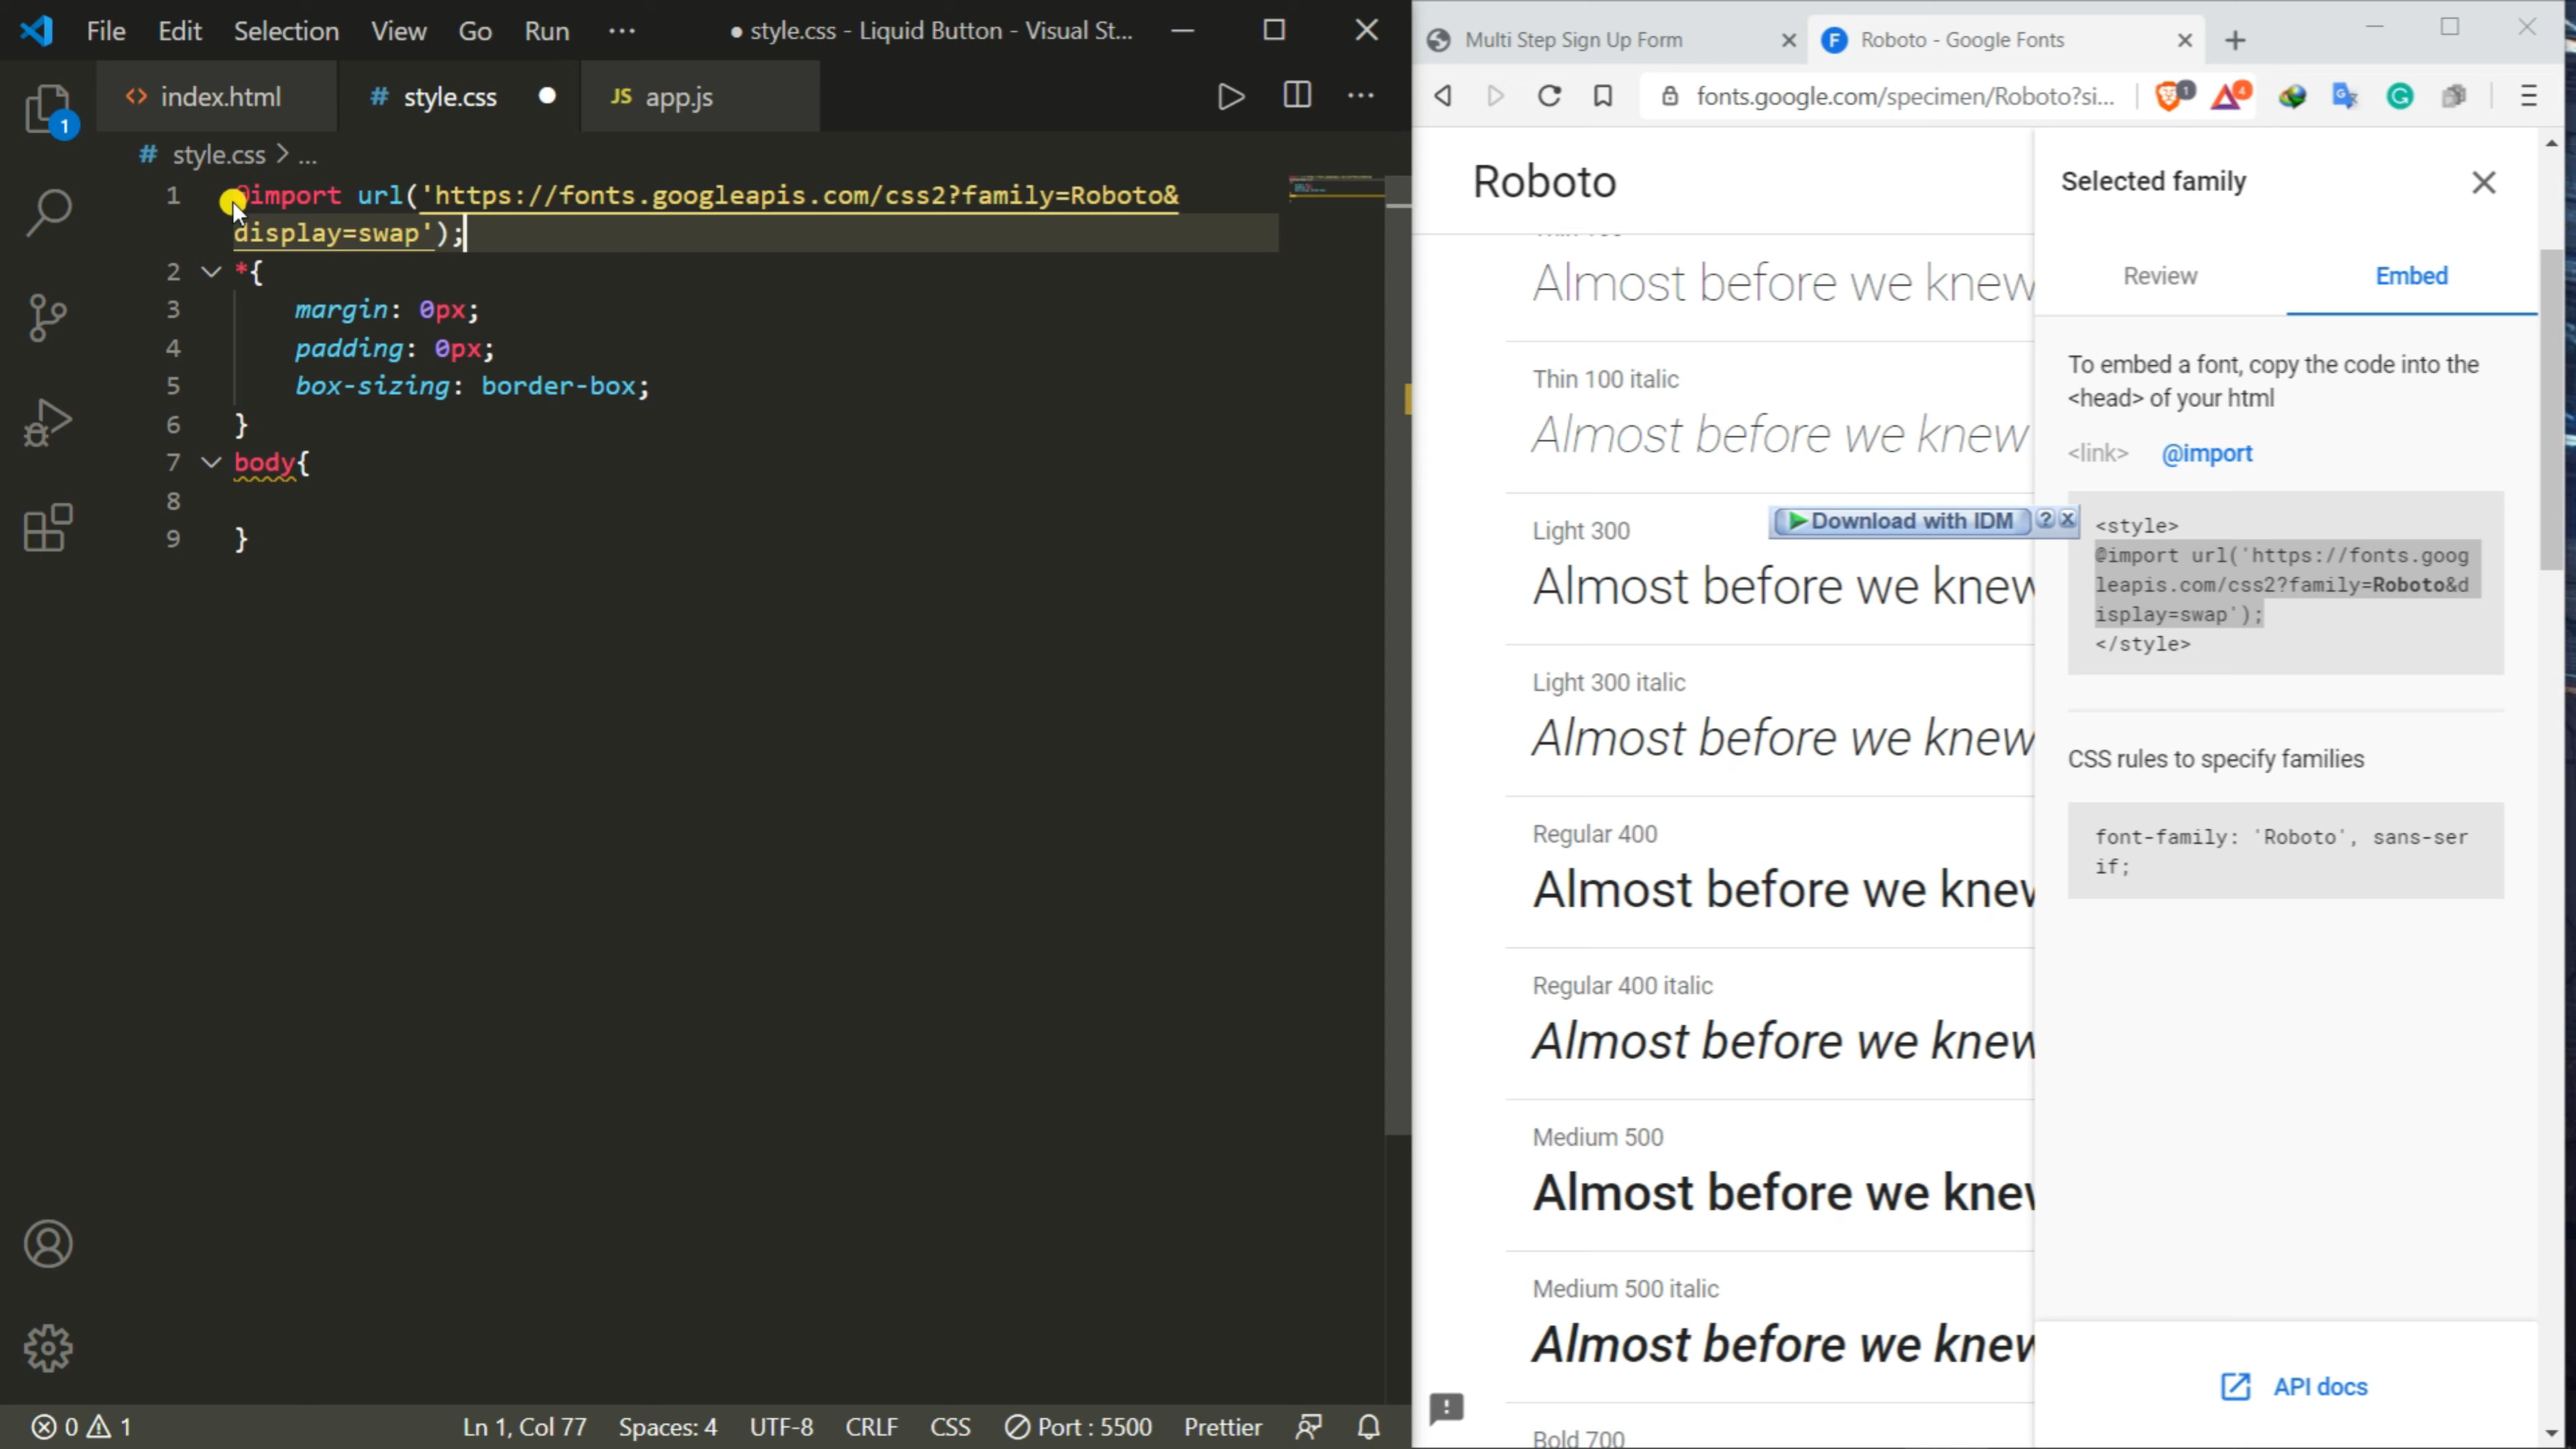 File Edit Selection View Go Run ··· ● style.css - Liquid Button - Visual St...
index.html # style.css ● JS app.js
# style.css > ...
1 @import url('https://fonts.googleapis.com/css2?family=Roboto&
display=swap');
2 *{
3 margin: 0px;
4 padding: 0px;
5 box-sizing: border-box;
6 }
7 body{
8
9 }
1
0 1 Ln 1, Col 77 Spaces: 4 UTF-8 CRLF CSS Port : 5500 Prettier
Multi Step Sign Up Form Roboto - Google Fonts
fonts.google.com/specimen/Roboto?si... 1 4
Roboto
Almost before we knew
Thin 100 italic
Almost before we knew
Light 300
Almost before we knew
Light 300 italic
Almost before we knew
Regular 400
Almost before we knew
Regular 400 italic
Almost before we knew
Medium 500
Almost before we knew
Medium 500 italic
Almost before we knew
Bold 700
Download with IDM ? x
Selected family
Review Embed
To embed a font, copy the code into the
<head> of your html
<link> @import
<style>
@import url('https://fonts.goog
leapis.com/css2?family=Roboto&d
isplay=swap');
</style>
CSS rules to specify families
font-family: 'Roboto', sans-ser
if;
API docs